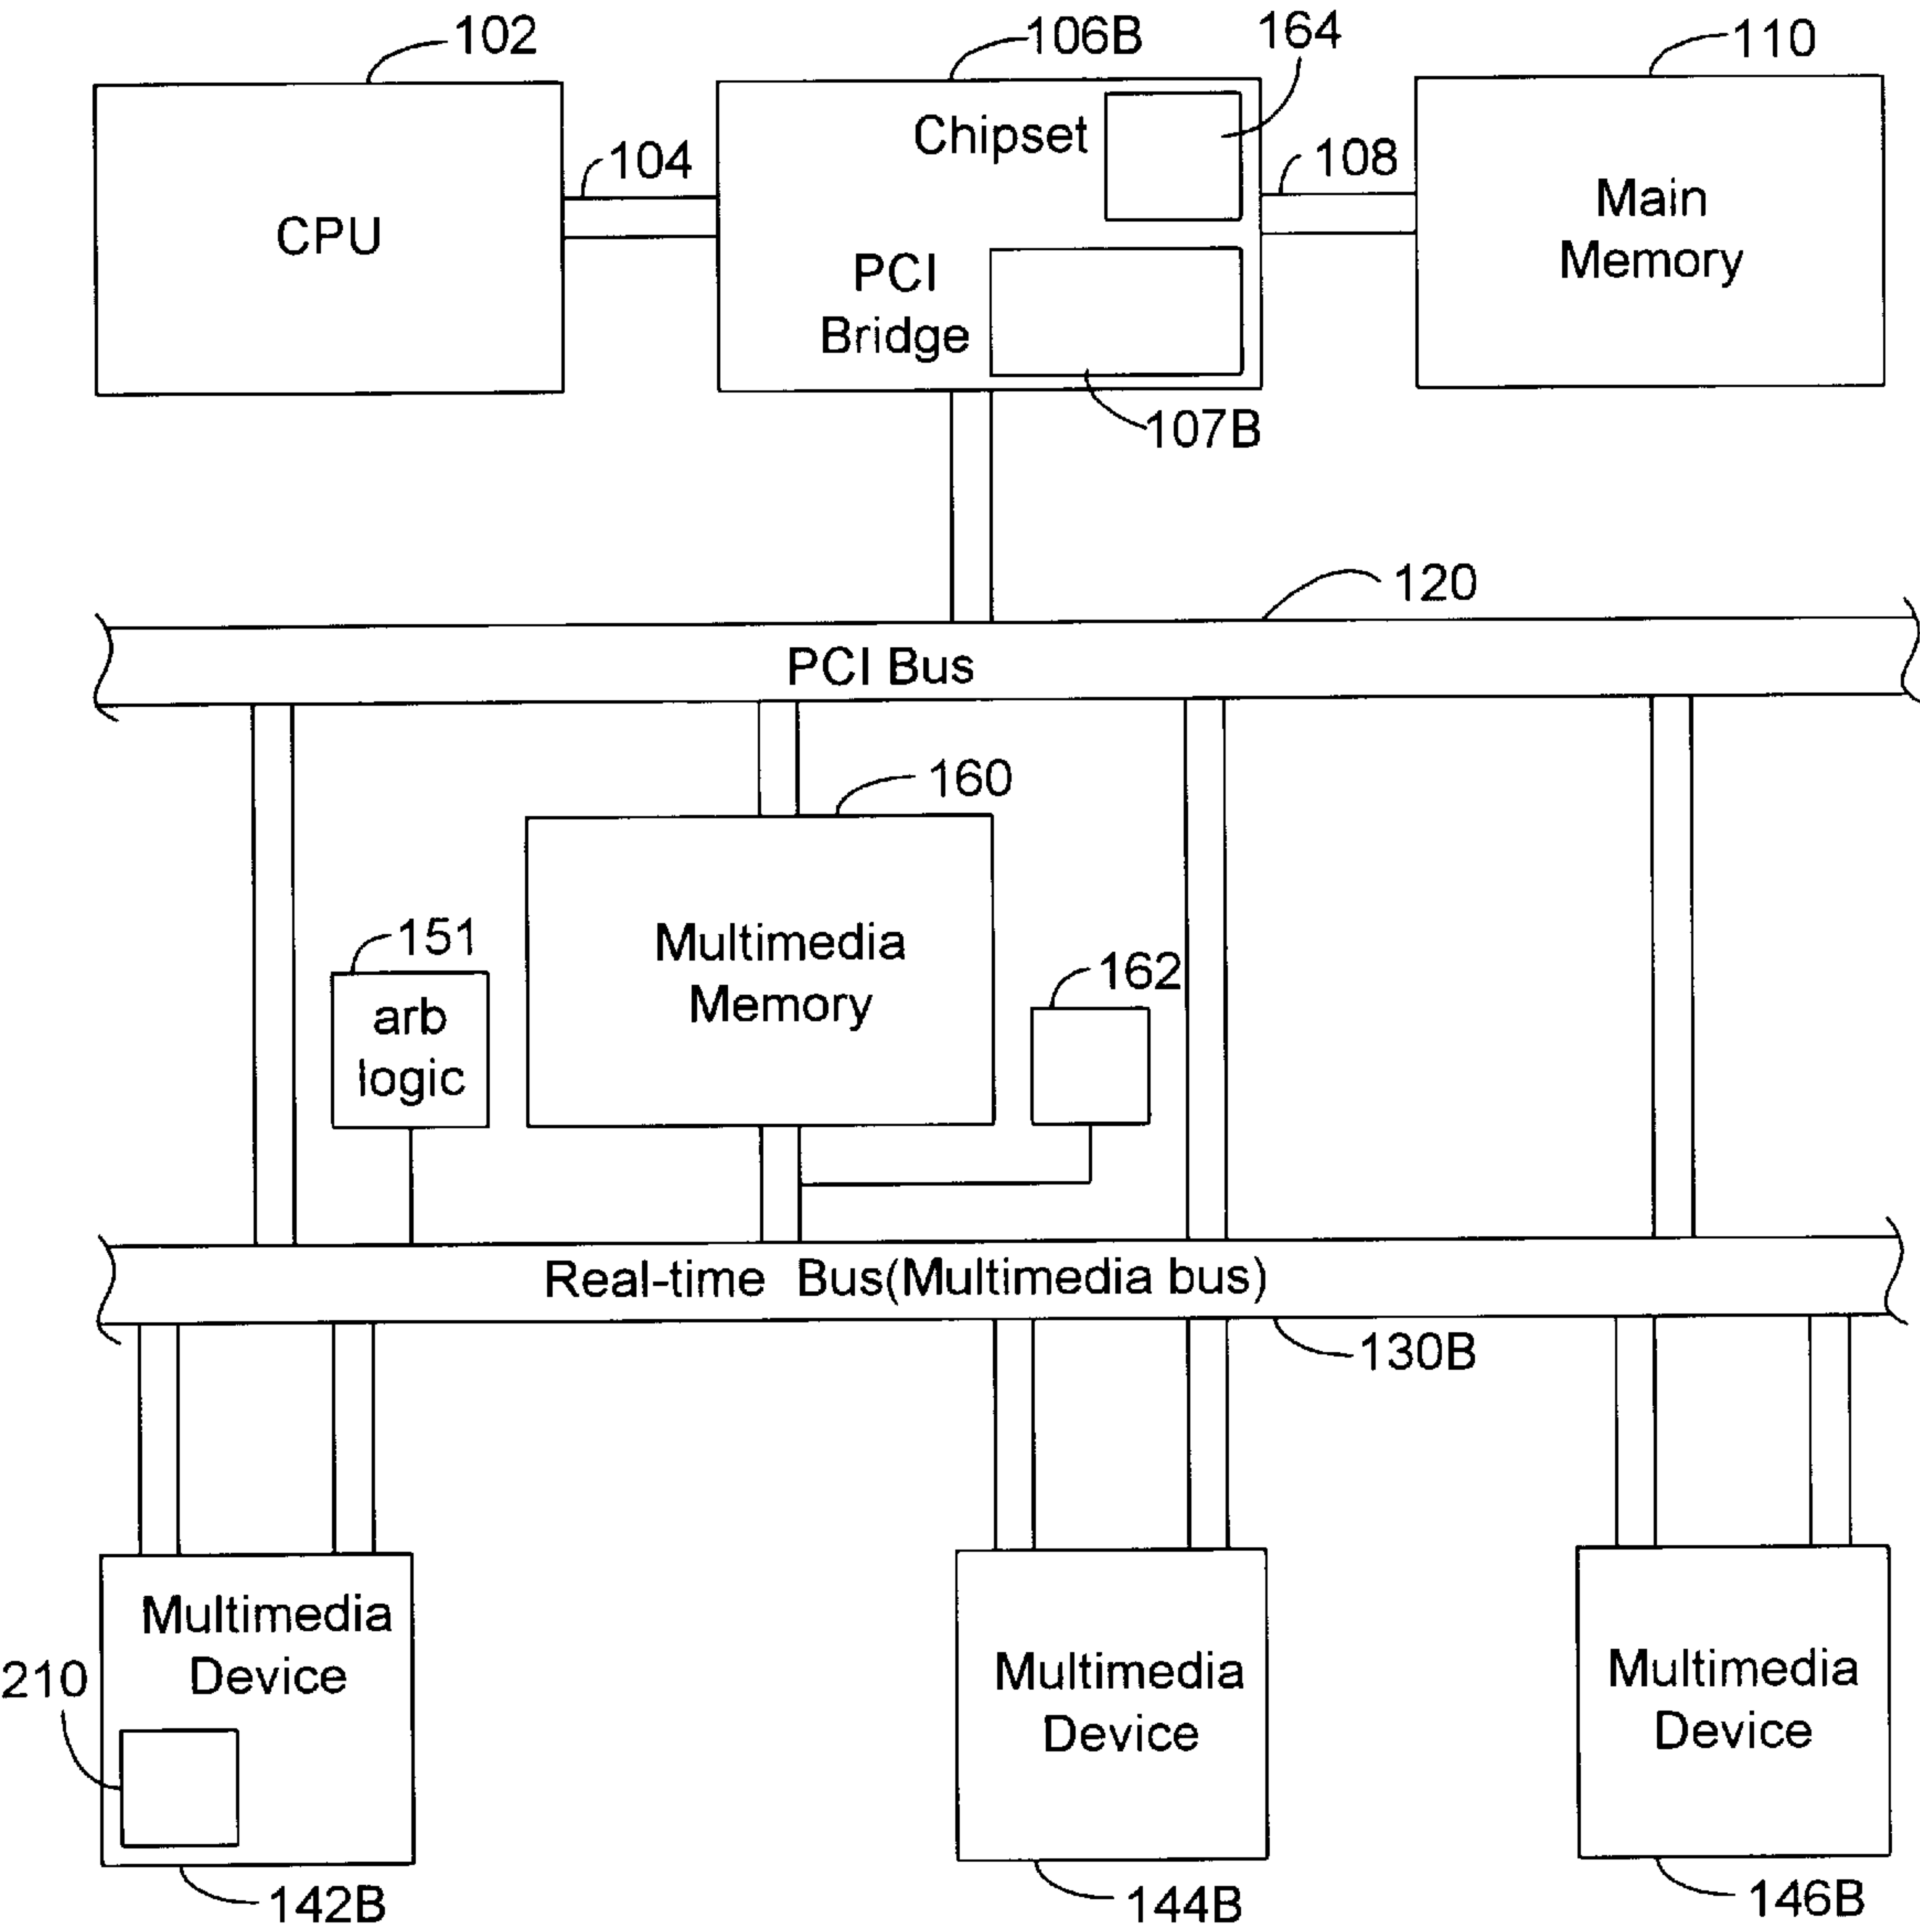 102
106B
164
110
Chipset
104
108
CPU
Main
Memory
PCI
Bridge
107B
120
PCI Bus
160
151
Multimedia
Memory
162
arb
logic
Real-time Bus(Multimedia bus)
130B
Multimedia
Device
210
Multimedia
Device
Multimedia
Device
142B
144B
146B